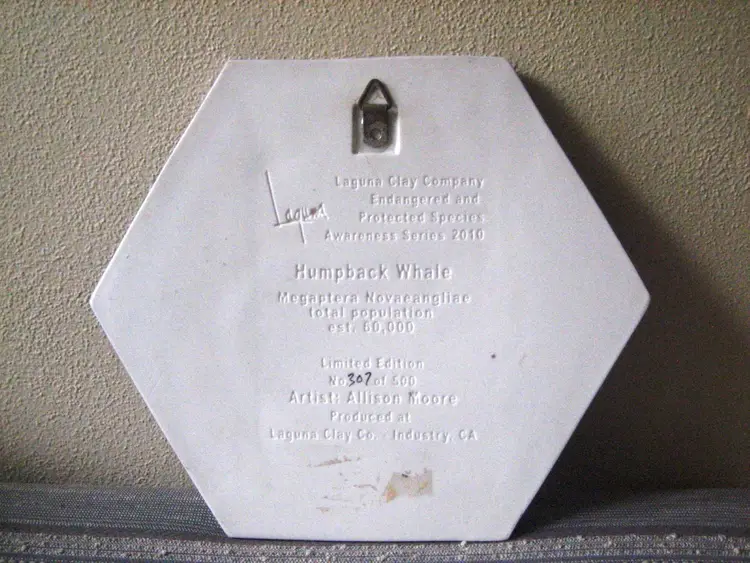 Laguna
Laguna Clay Company
Endangered and
Protected Species
Awareness Series 2010
Humpback Whale
Megaptera Novaeangliae
total population
est. 60,000
Limited Edition
No. 307 of 500
Artist: Allison Moore
Produced at
Laguna Clay Co. - Industry, CA